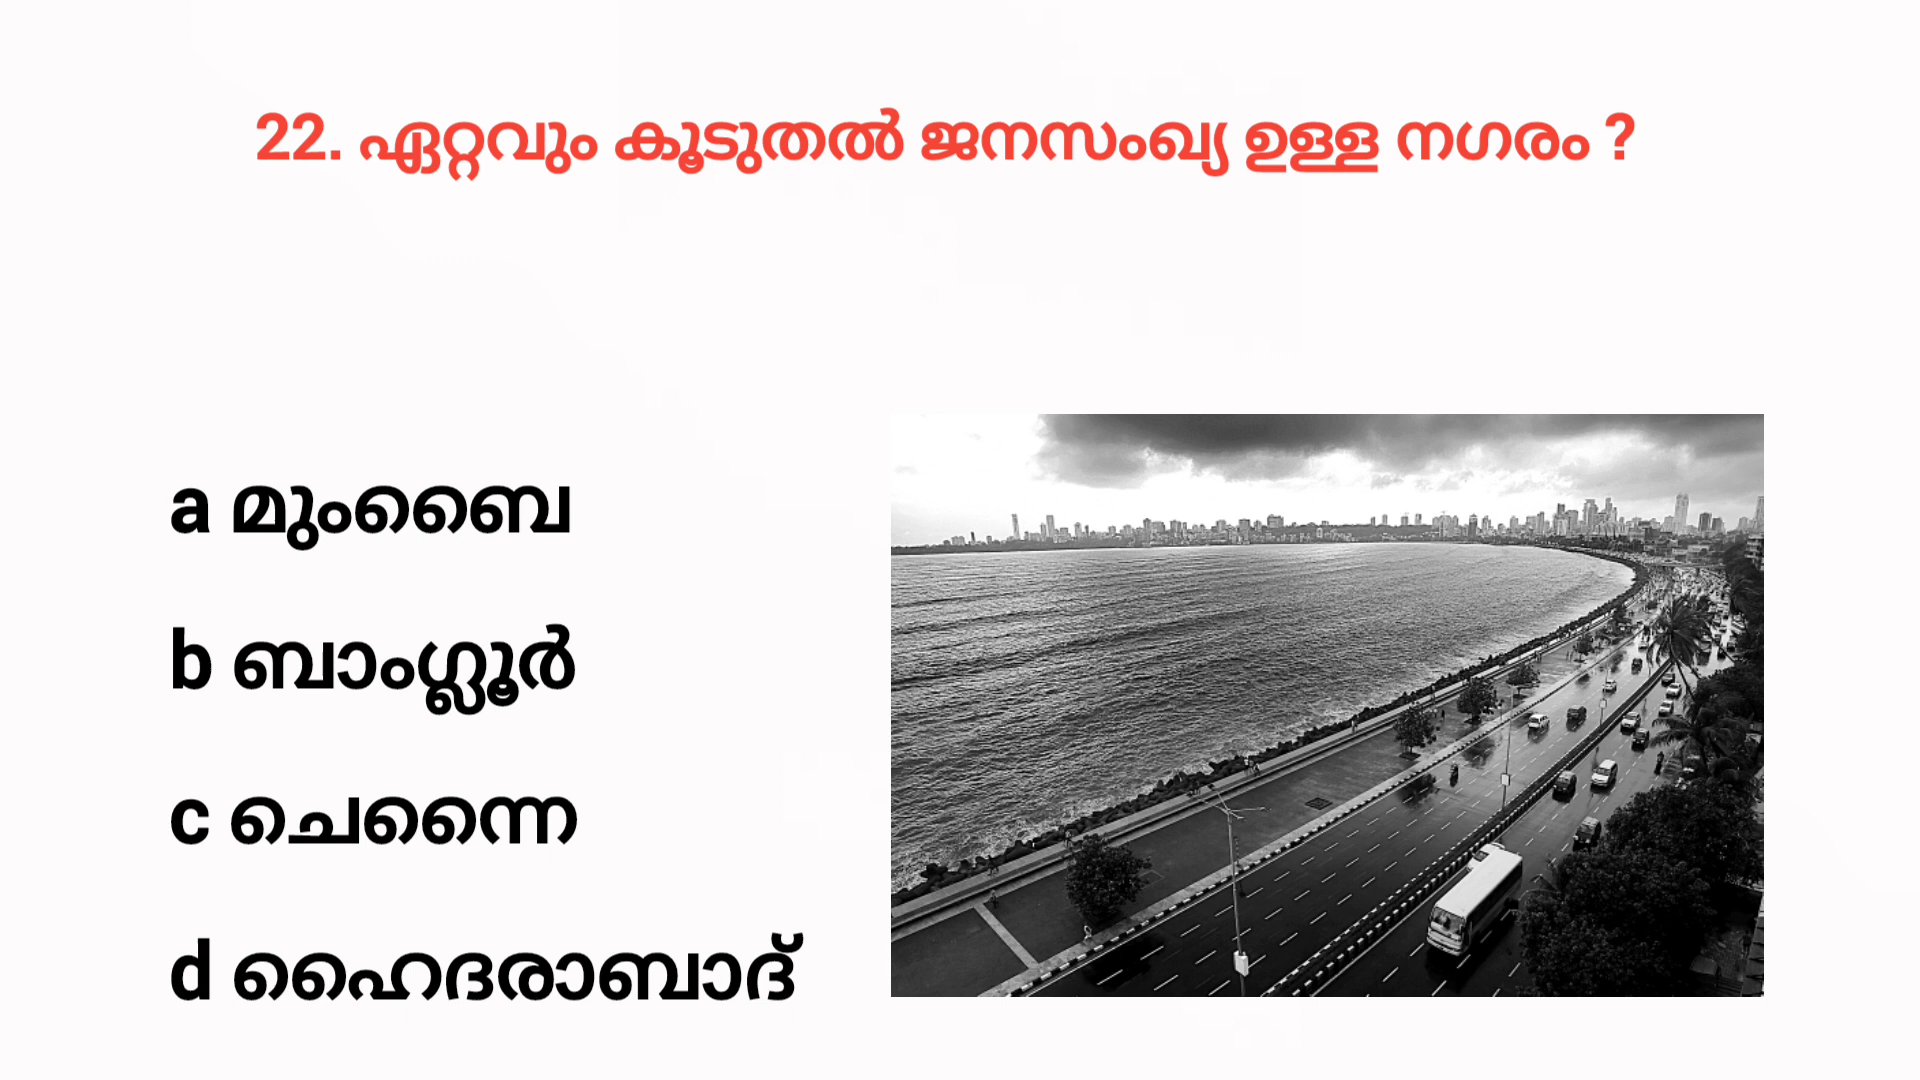 22. ഏറ്റവും കൂടുതൽ ജനസംഖ്യ ഉള്ള നഗരം ?
a മുംബൈ
b ബാംഗ്ലൂർ
c ചെന്നൈ
d ഹൈദരാബാദ്